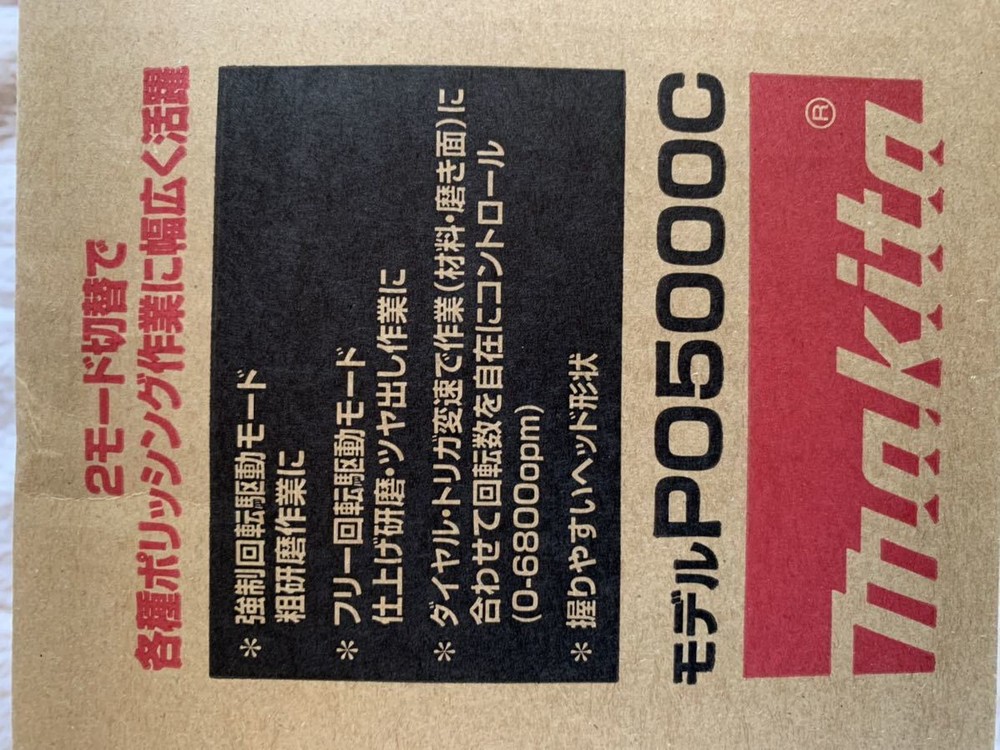 2モード切替で
各種ポリッシング作業に幅広く活躍
* 強制回転駆動モード
粗研磨作業に
* フリー回転駆動モード
仕上げ研磨・ツヤ出し作業に
* ダイヤル・トリガ変速で作業(材料・磨き面)に
合わせて回転数を自在にコントロール
(0-6800opm)
* 握りやすいヘッド形状
モデルPO5000C
makita®